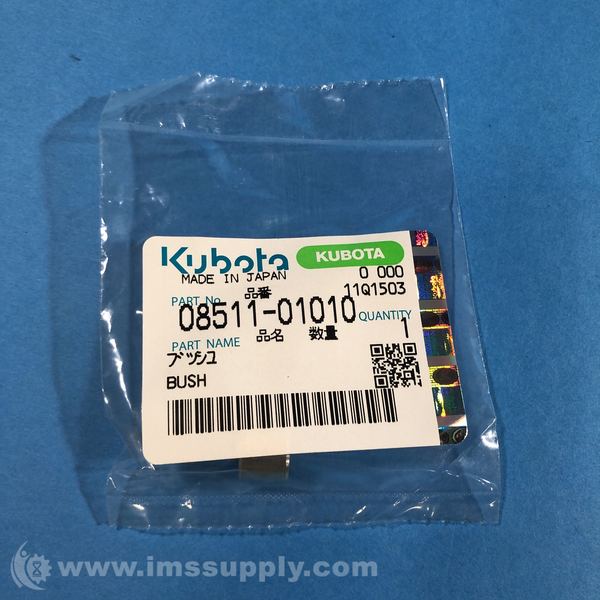 Kubota KUBOTA
MADE IN JAPAN 0 000
品番 11Q1503
PART No. 08511-01010 QUANTITY 1
品名 数量
PART NAME
ブッシュ
BUSH
© www.imssupply.com